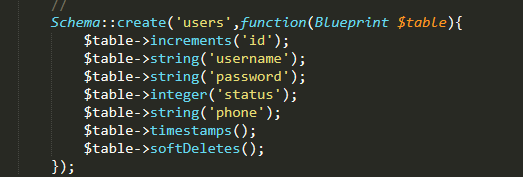 //
Schema::create('users',function(Blueprint $table){
$table->increments('id');
$table->string('username');
$table->string('password');
$table->integer('status');
$table->string('phone');
$table->timestamps();
$table->softDeletes();
});